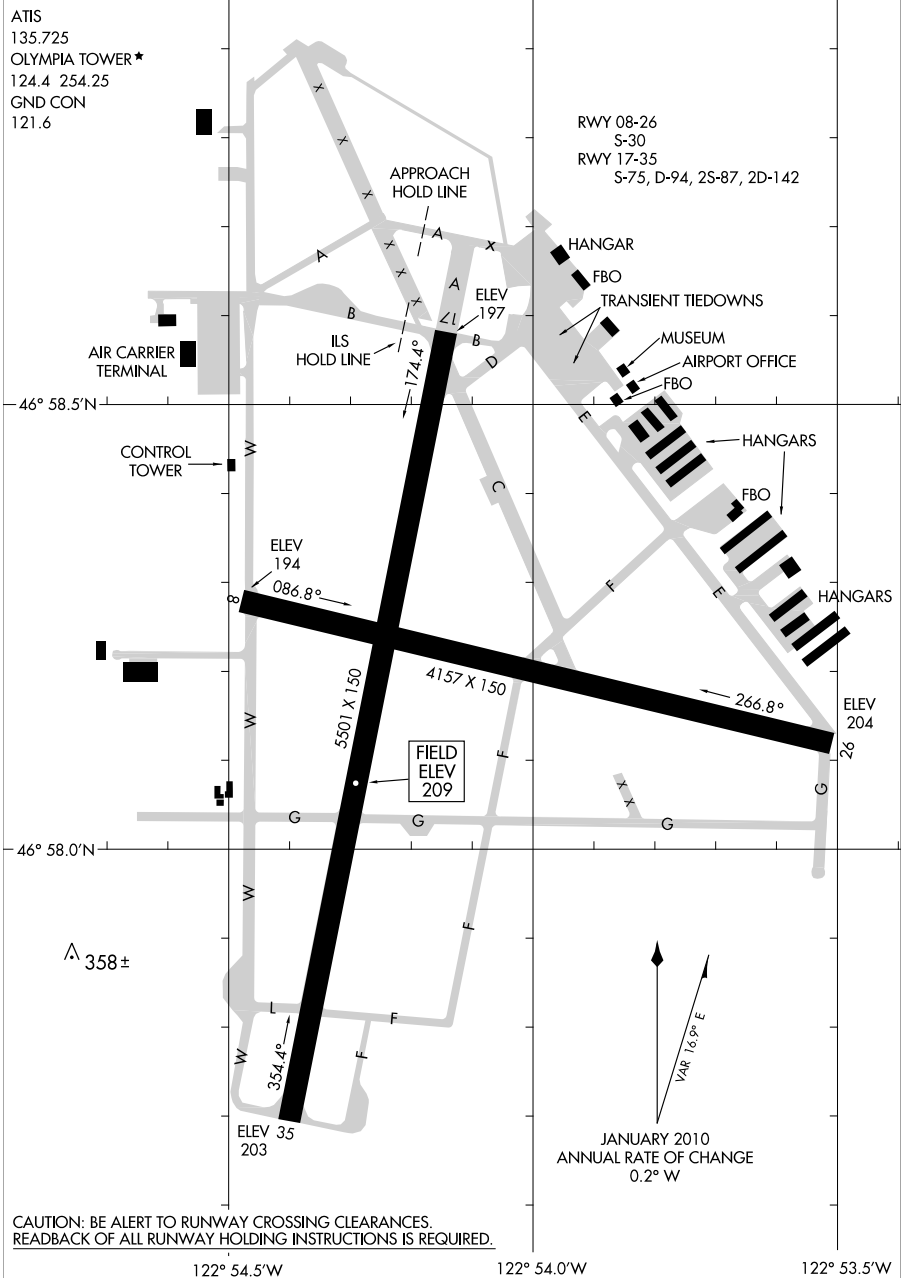 ATIS
135.725
OLYMPIA TOWER★
124.4 254.25
GND CON
121.6
RWY 08-26
S-30
RWY 17-35
S-75, D-94, 2S-87, 2D-142
X
X
X
APPROACH
HOLD LINE
A
A
X
X
X
X
A
HANGAR
FBO
ELEV
197
TRANSIENT TIEDOWNS
B
17
B
D
ILS
HOLD LINE
174.4°
AIR CARRIER
TERMINAL
MUSEUM
AIRPORT OFFICE
FBO
46° 58.5'N
E
W
HANGARS
CONTROL
TOWER
C
FBO
ELEV
194
086.8°
8
F
E
HANGARS
4157 X 150
5501 X 150
266.8°
ELEV
204
26
W
F
FIELD
ELEV
209
X
X
G
G
G
G
46° 58.0'N
W
F
358±
L
F
W
F
354.4°
VAR 16.9° E
35
ELEV
203
JANUARY 2010
ANNUAL RATE OF CHANGE
0.2° W
CAUTION: BE ALERT TO RUNWAY CROSSING CLEARANCES.
READBACK OF ALL RUNWAY HOLDING INSTRUCTIONS IS REQUIRED.
122° 54.5'W
122° 54.0'W
122° 53.5'W